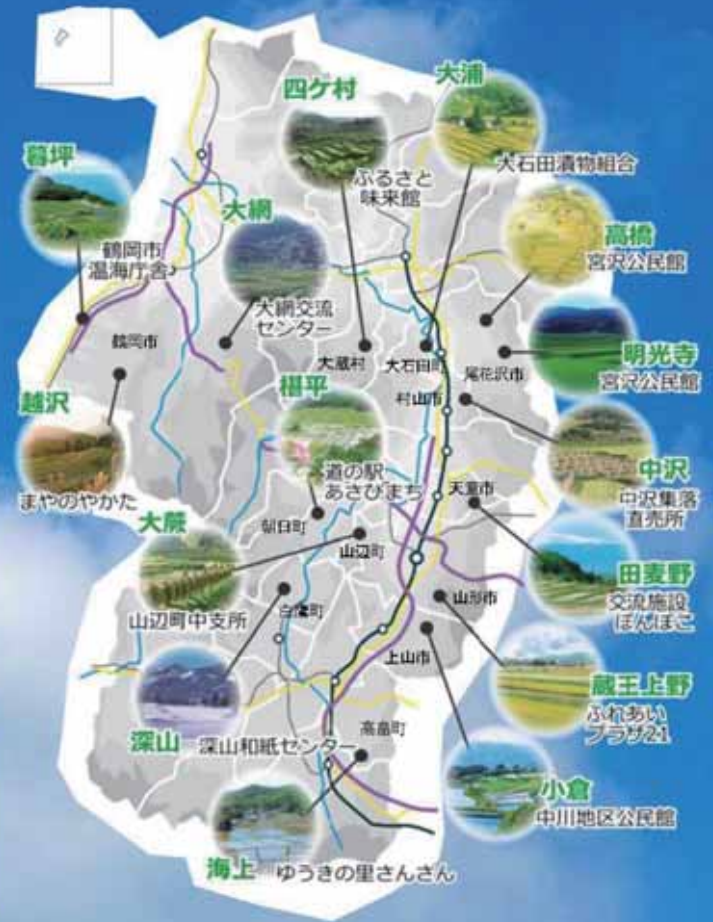 四ケ村
ふるさと
味来館
大浦
大石田漬物組合
暮坪
鶴岡市
温海庁舎
大網
大網交流
センター
高橋
宮沢公民館
明光寺
宮沢公民館
鶴岡市
大蔵村
大石田町
尾花沢市
村山市
越沢
まやのやかた
椹平
道の駅
あさひまち
中沢
中沢集落
直売所
天童市
朝日町
山辺町
大蕨
山辺町中支所
田麦野
交流施設
ぽんぽこ
白鷹町
山形市
上山市
蔵王上野
ふれあい
プラザ21
深山
深山和紙センター
高畠町
小倉
中川地区公民館
海上
ゆうきの里さんさん